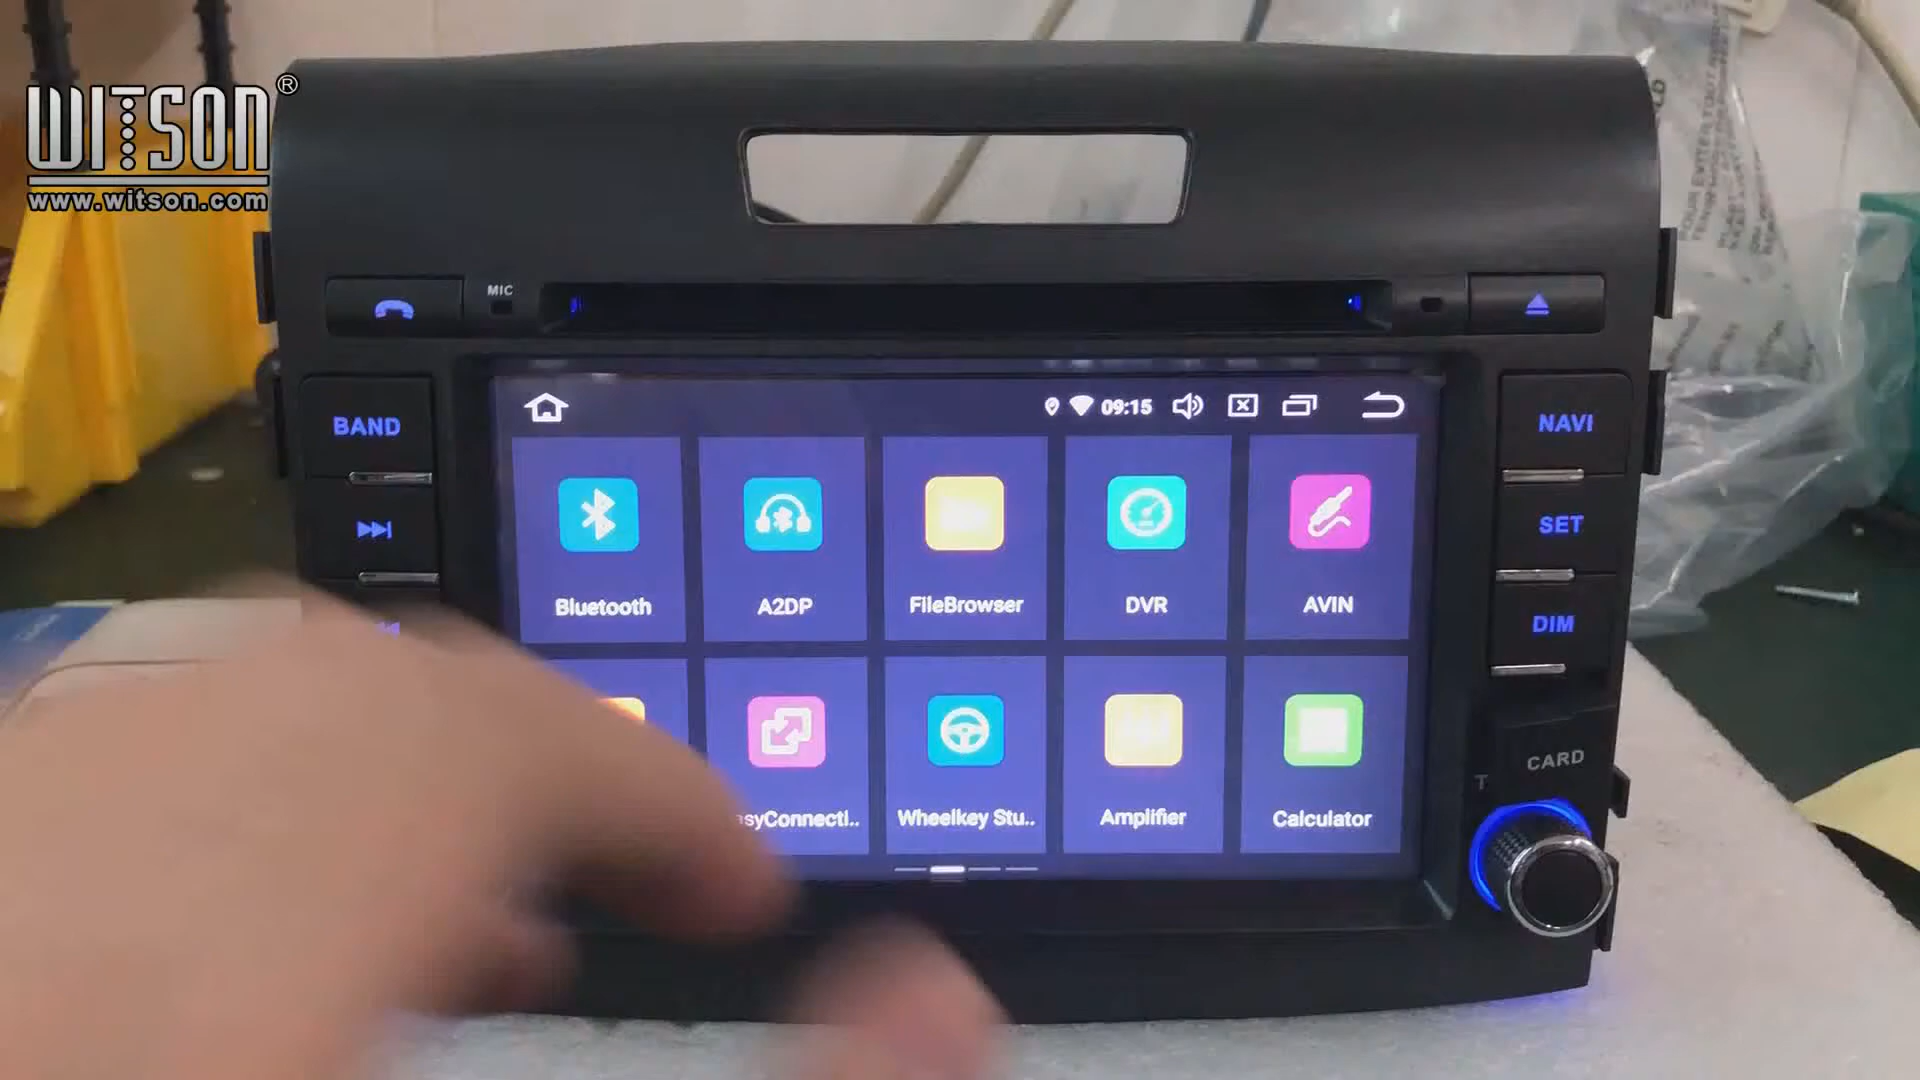 WITSON®
www.witson.com
MIC
BAND
NAVI
SET
DIM
CARD
09:15
Bluetooth
A2DP
FileBrowser
DVR
AVIN
asyConnecti..
Wheelkey Stu..
Amplifier
Calculator